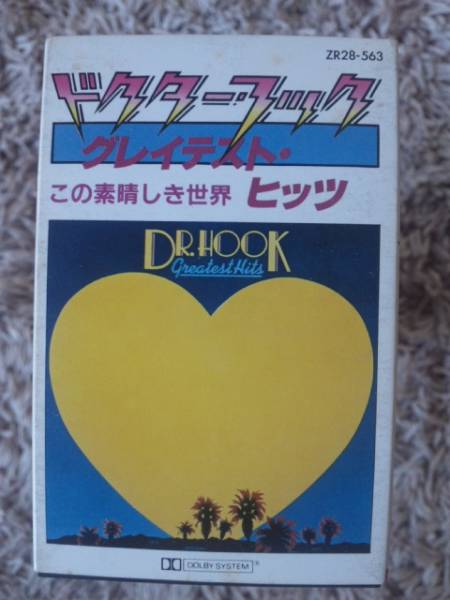 ZR28-563
ドクター・フック
グレイテスト・
この素晴しき世界 ヒッツ
DR. HOOK
Greatest Hits
DOLBY SYSTEM®